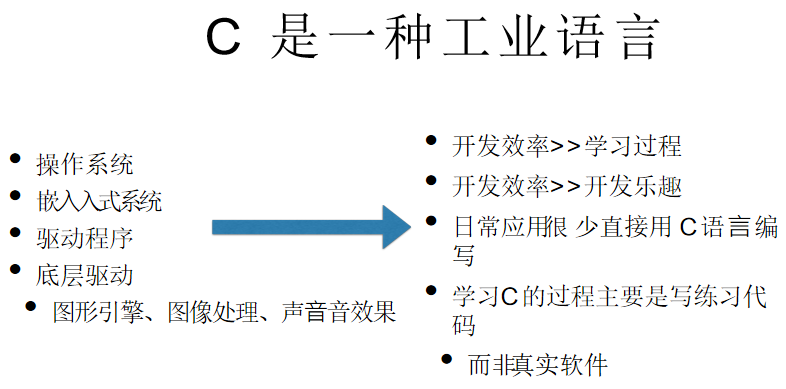 C 是一种工业语言
• 操作系统
• 嵌入入式系统
• 驱动程序
• 底层驱动
• 图形引擎、图像处理、声音音效果
• 开发效率>>学习过程
• 开发效率>>开发乐趣
• 日常应用很 少直接用 C 语言编
写
• 学习C 的过程主要是写练习代
码
• 而非真实软件